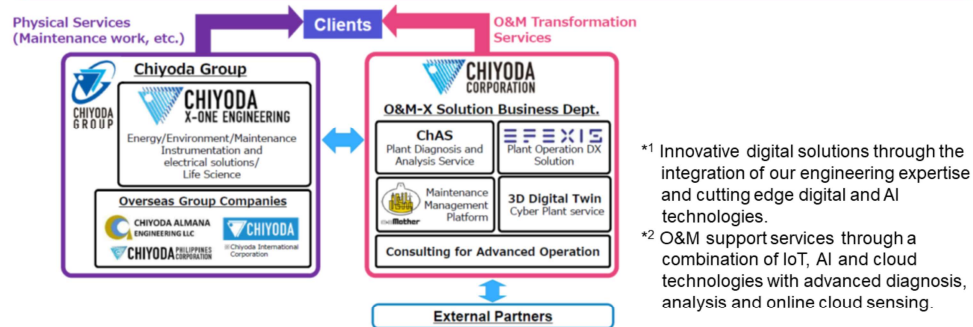 Physical Services
(Maintenance work, etc.)
Clients
O&M Transformation
Services
Chiyoda Group
CHIYODA
GROUP
CHIYODA
X-ONE ENGINEERING
Energy/Environment/Maintenance
Instrumentation and
electrical solutions/
Life Science
Overseas Group Companies
CHIYODA ALMANA
ENGINEERING LLC
CHIYODA
CHIYODA PHILIPPINES
CORPORATION
※Chiyoda International
Corporation
CHIYODA
CORPORATION
O&M-X Solution Business Dept.
ChAS
Plant Diagnosis and
Analysis Service
EFEXIS
Plant Operation DX
Solution
Mother
Maintenance
Management
Platform
3D Digital Twin
Cyber Plant service
Consulting for Advanced Operation
External Partners
*1 Innovative digital solutions through the
integration of our engineering expertise
and cutting edge digital and AI
technologies.
*2 O&M support services through a
combination of IoT, AI and cloud
technologies with advanced diagnosis,
analysis and online cloud sensing.